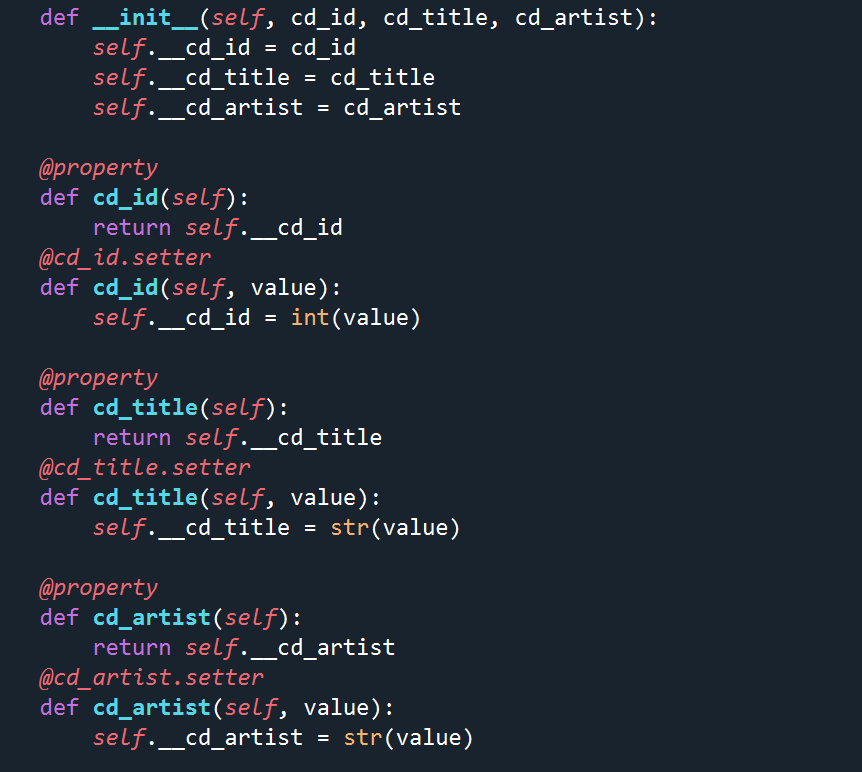 def __init__(self, cd_id, cd_title, cd_artist):
    self.__cd_id = cd_id
    self.__cd_title = cd_title
    self.__cd_artist = cd_artist

@property
def cd_id(self):
    return self.__cd_id
@cd_id.setter
def cd_id(self, value):
    self.__cd_id = int(value)

@property
def cd_title(self):
    return self.__cd_title
@cd_title.setter
def cd_title(self, value):
    self.__cd_title = str(value)

@property
def cd_artist(self):
    return self.__cd_artist
@cd_artist.setter
def cd_artist(self, value):
    self.__cd_artist = str(value)